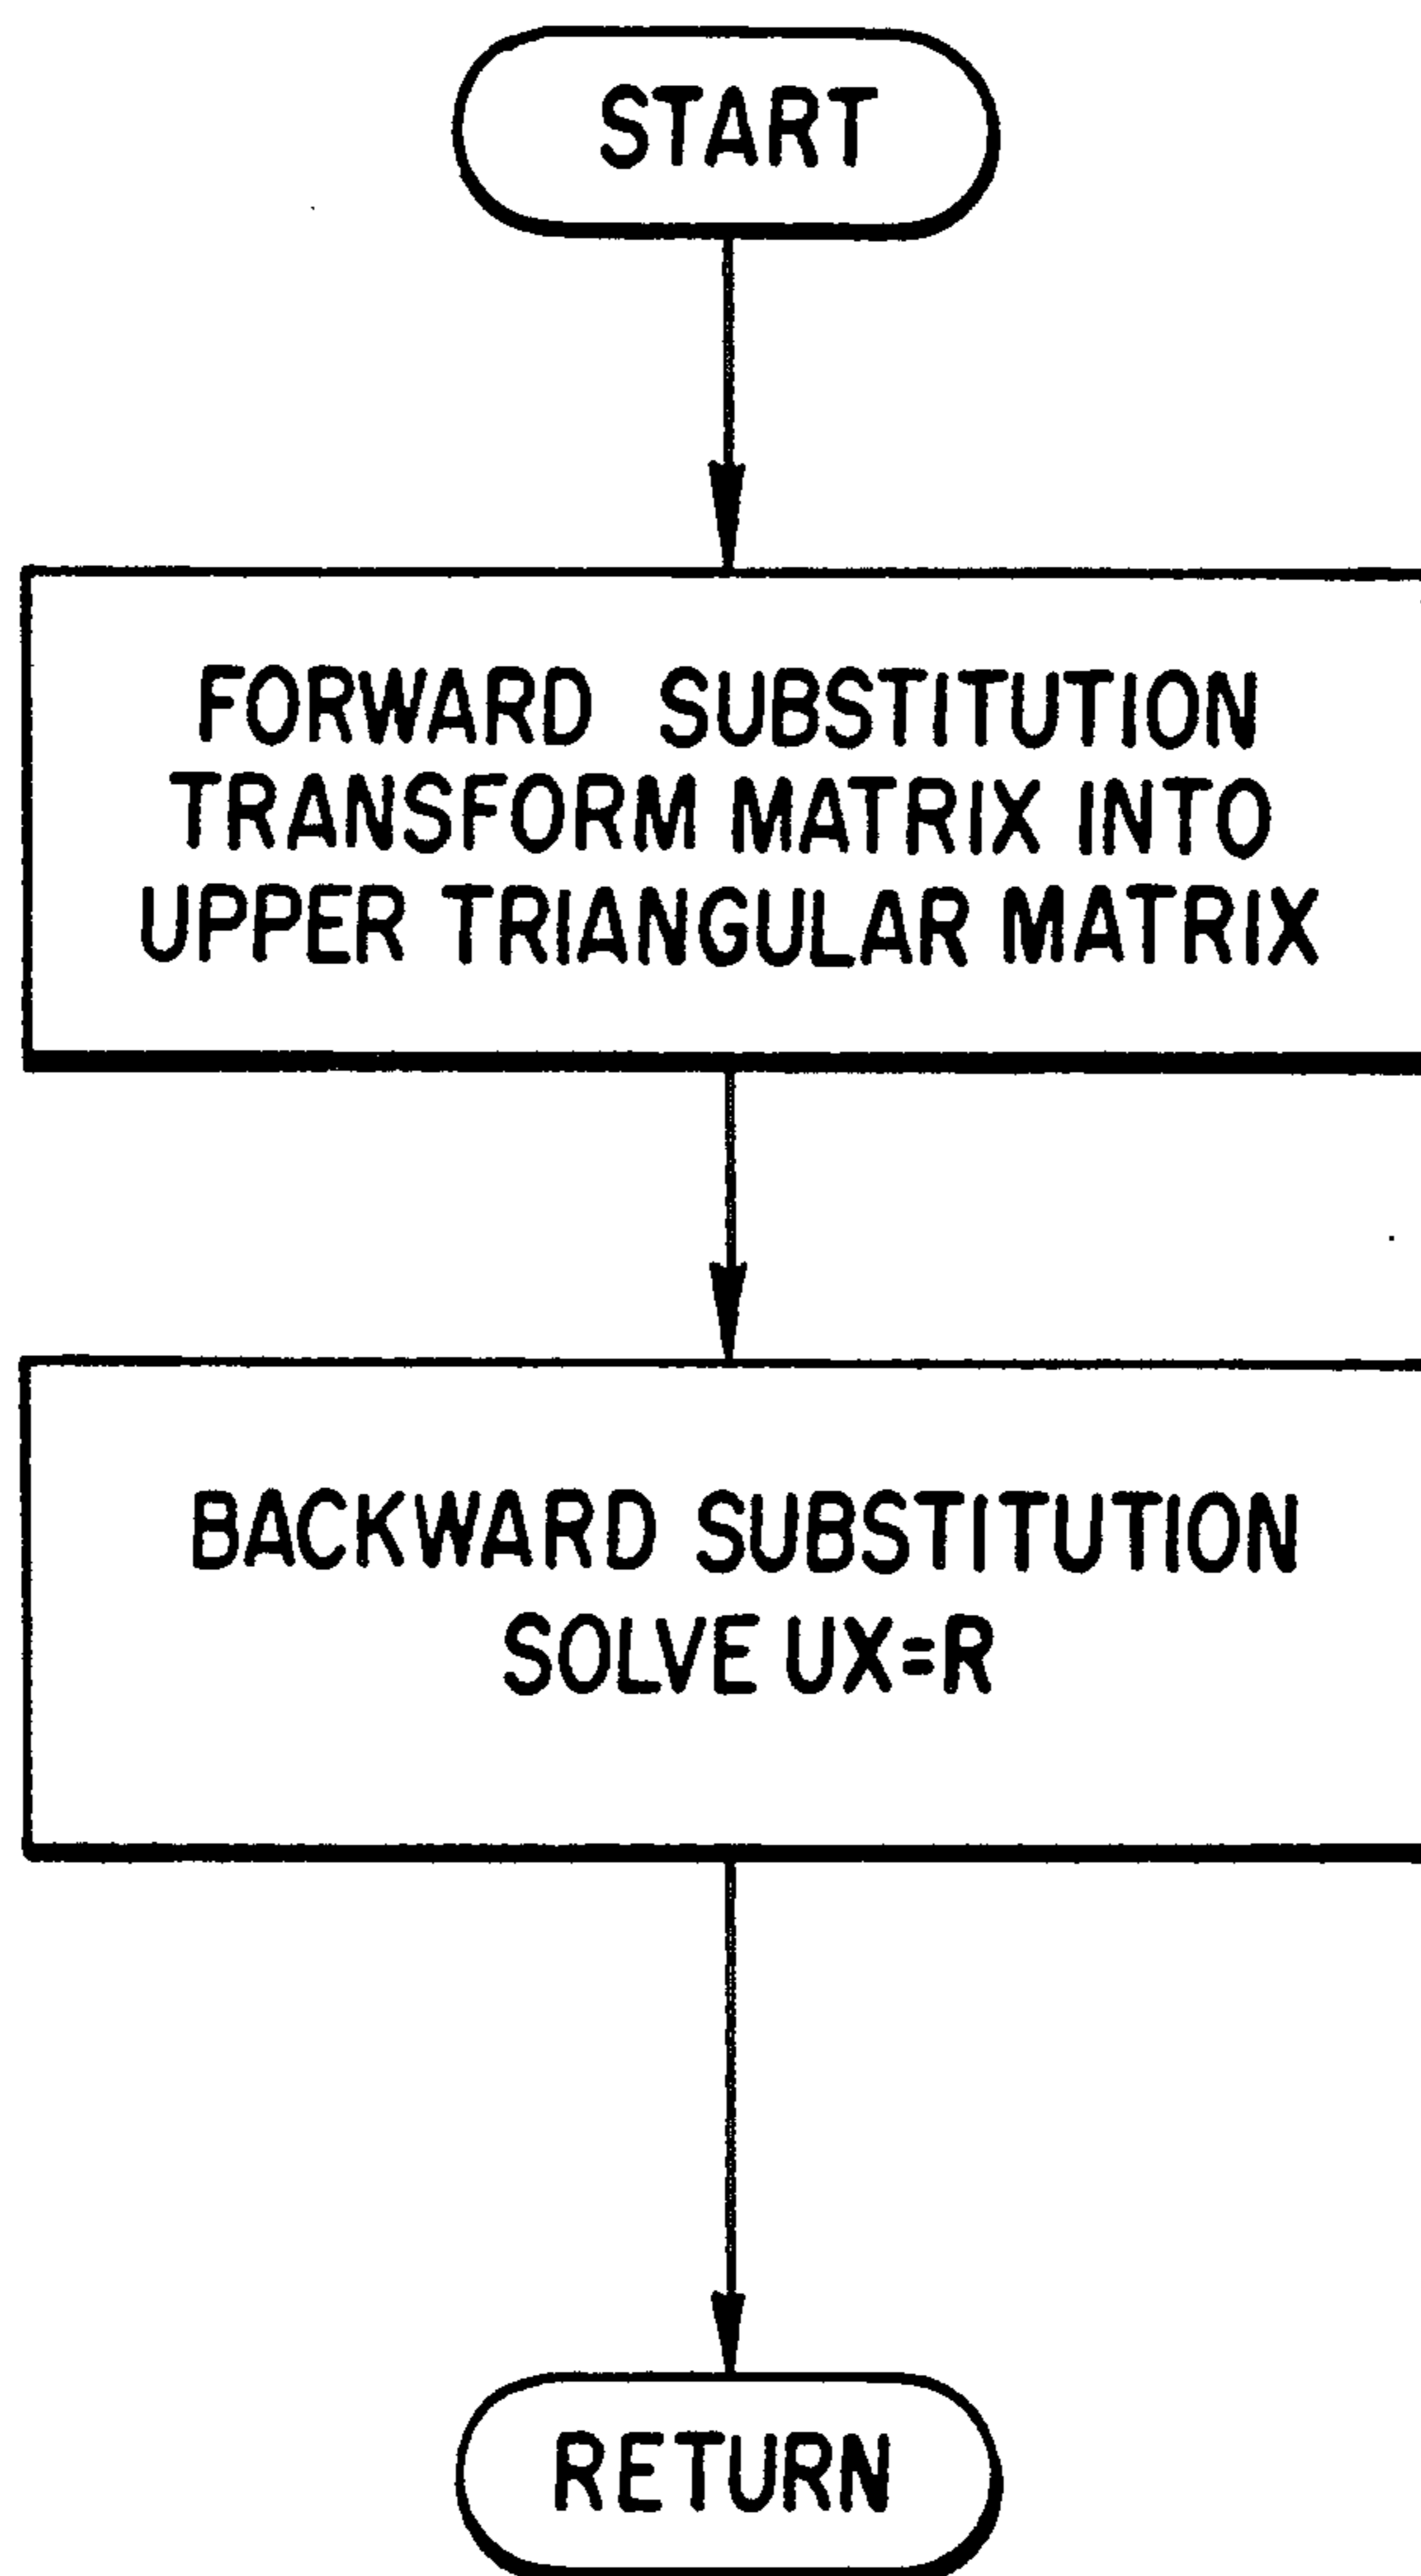 START
FORWARD SUBSTITUTION
TRANSFORM MATRIX INTO
UPPER TRIANGULAR MATRIX
BACKWARD SUBSTITUTION
SOLVE UX=R
RETURN